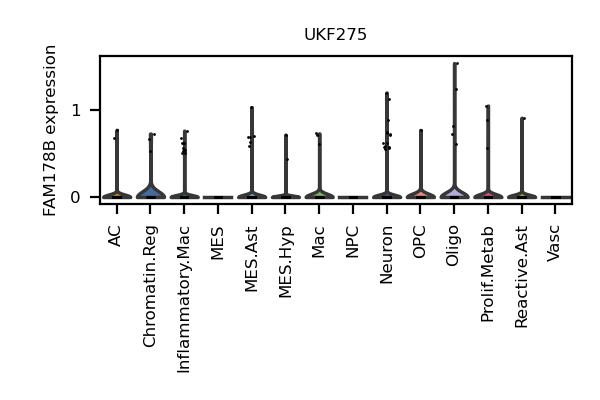 UKF275
FAM178B expression
1
0
AC
Chromatin.Reg
Inflammatory.Mac
MES
MES.Ast
MES.Hyp
Mac
NPC
Neuron
OPC
Oligo
Prolif.Metab
Reactive.Ast
Vasc